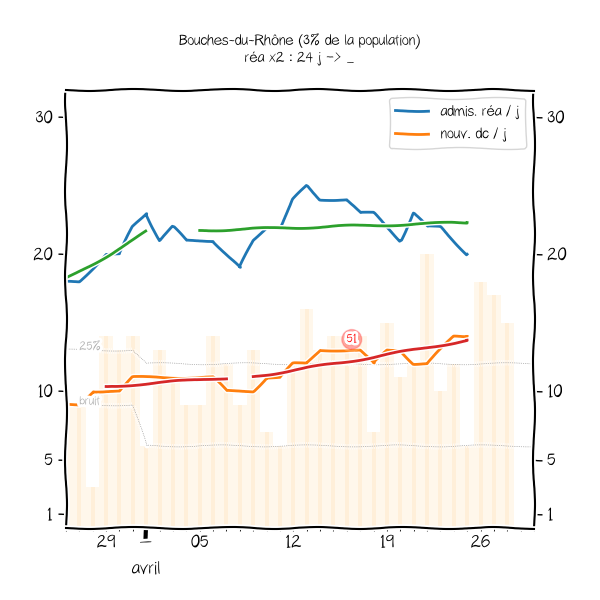 Bouches-du-Rhône (3% de la population)
réa x2 : 24 j -> _
admis. réa / j
nouv. dc / j
30
30
20
20
51
25%
bruit
10
10
5
5
1
1
29
05
12
19
26
avril